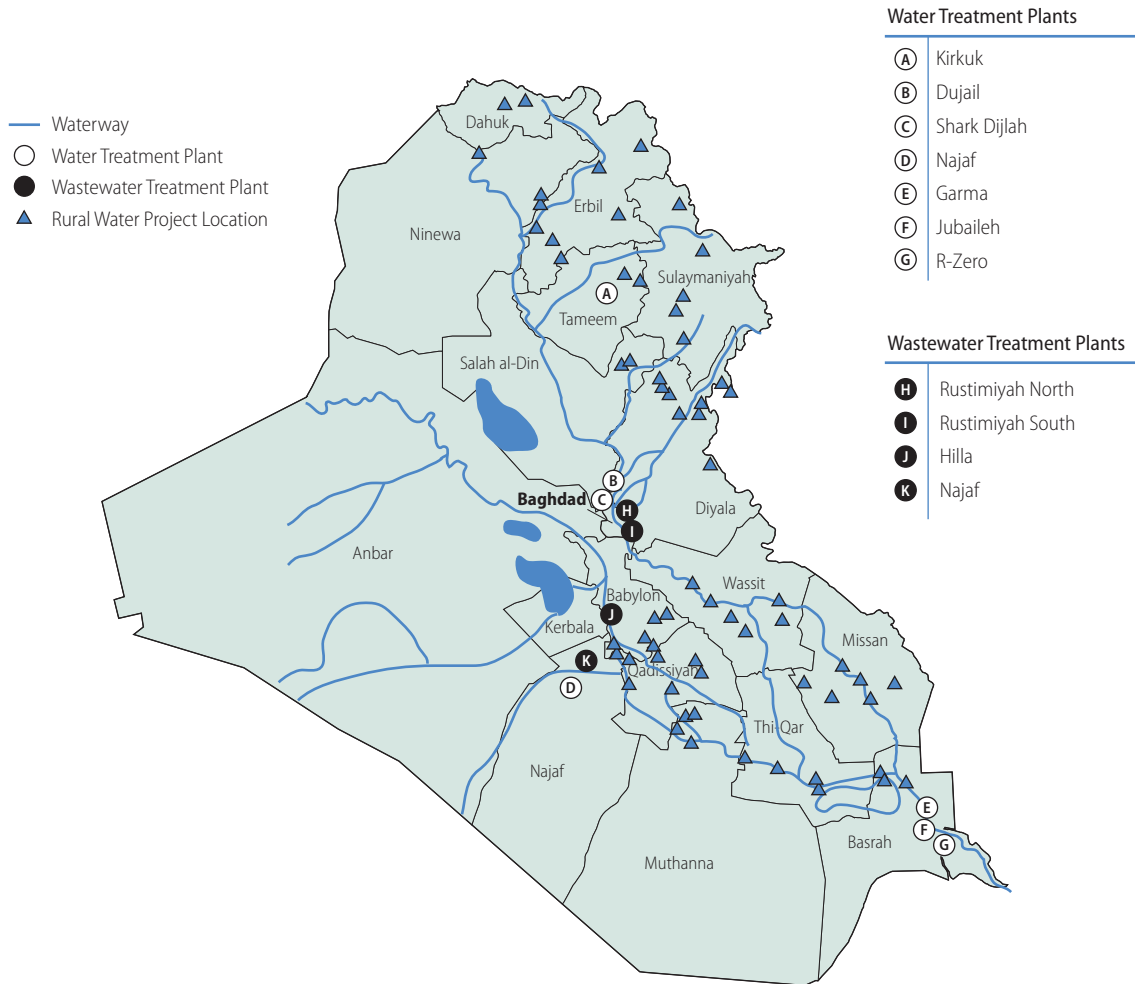 Water Treatment Plants
A Kirkuk
B Dujail
C Shark Dijlah
D Najaf
E Garma
F Jubaileh
G R-Zero
Wastewater Treatment Plants
H Rustimiyah North
I Rustimiyah South
J Hilla
K Najaf
Waterway
Water Treatment Plant
Wastewater Treatment Plant
Rural Water Project Location
Dahuk
Erbil
Ninewa
Sulaymaniyah
A
Tameem
Salah al-Din
B
Baghdad C
H
Diyala
I
Anbar
Wassit
Babylon
J
Kerbala
Missan
K
Qadissiyah
D
Thi-Qar
Najaf
E
F
Basrah
G
Muthanna